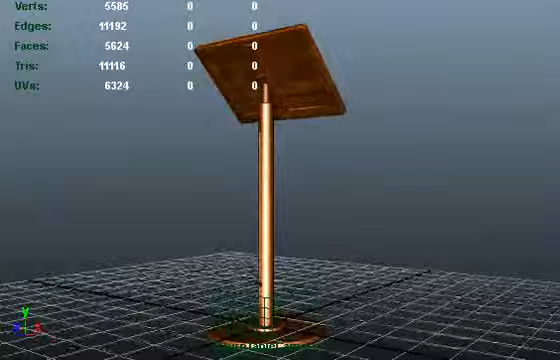 Verts: 5585 0 0
Edges: 11192 0 0
Faces: 5624 0 0
Tris: 11116 0 0
UVs: 6324 0 0
y